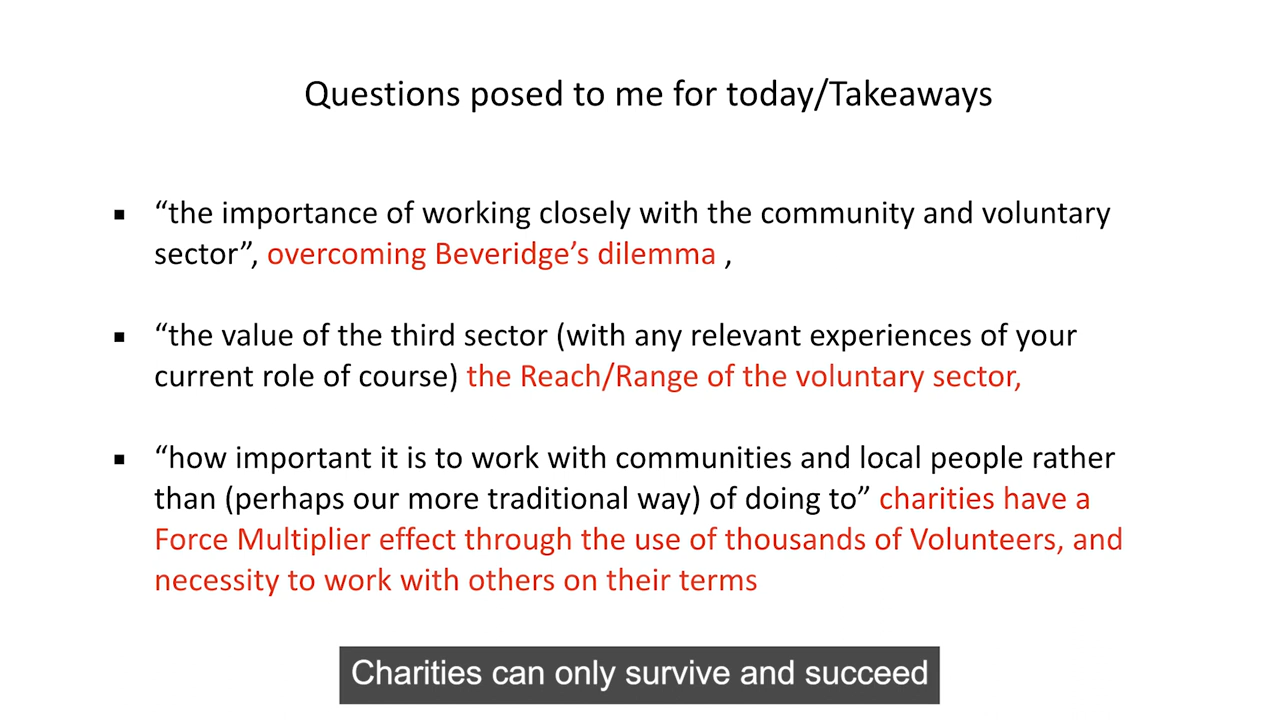 Questions posed to me for today/Takeaways
▪ “the importance of working closely with the community and voluntary
sector”, overcoming Beveridge’s dilemma ,
▪ “the value of the third sector (with any relevant experiences of your
current role of course) the Reach/Range of the voluntary sector,
▪ “how important it is to work with communities and local people rather
than (perhaps our more traditional way) of doing to” charities have a
Force Multiplier effect through the use of thousands of Volunteers, and
necessity to work with others on their terms
Charities can only survive and succeed